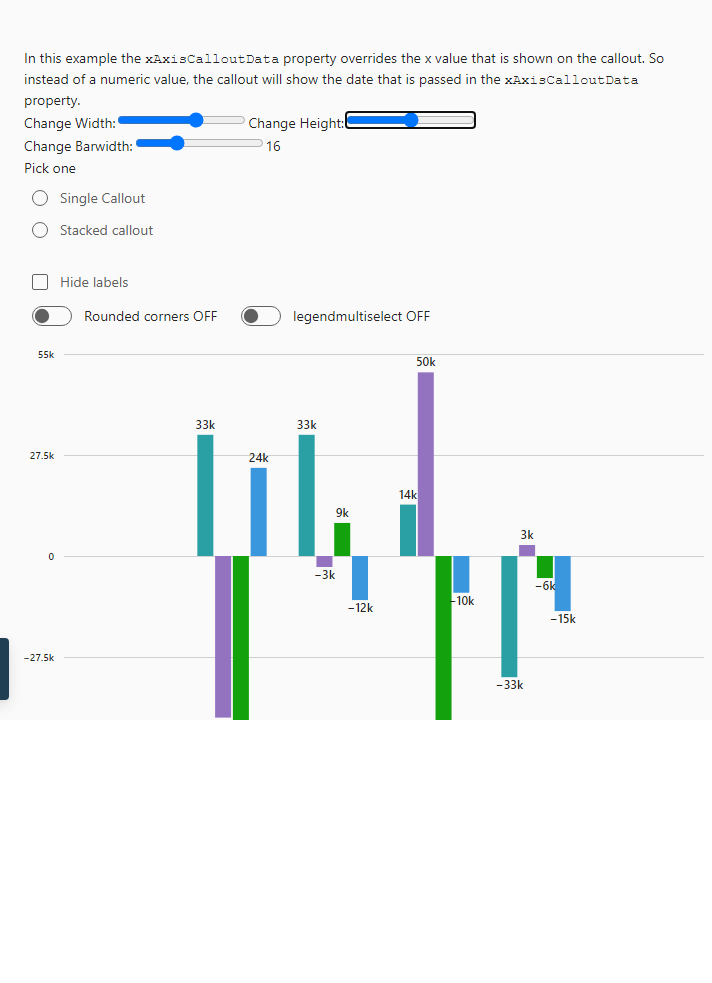 In this example the xAxisCalloutData property overrides the x value that is shown on the callout. So
instead of a numeric value, the callout will show the date that is passed in the xAxisCalloutData
property.
Change Width: Change Height:
Change Barwidth: 16
Pick one
Single Callout
Stacked callout
Hide labels
Rounded corners OFF legendmultiselect OFF
55k
50k
33k 33k
27.5k 24k
14k
9k
3k
0
−3k
−6k
−12k −10k
−15k
−27.5k
−33k